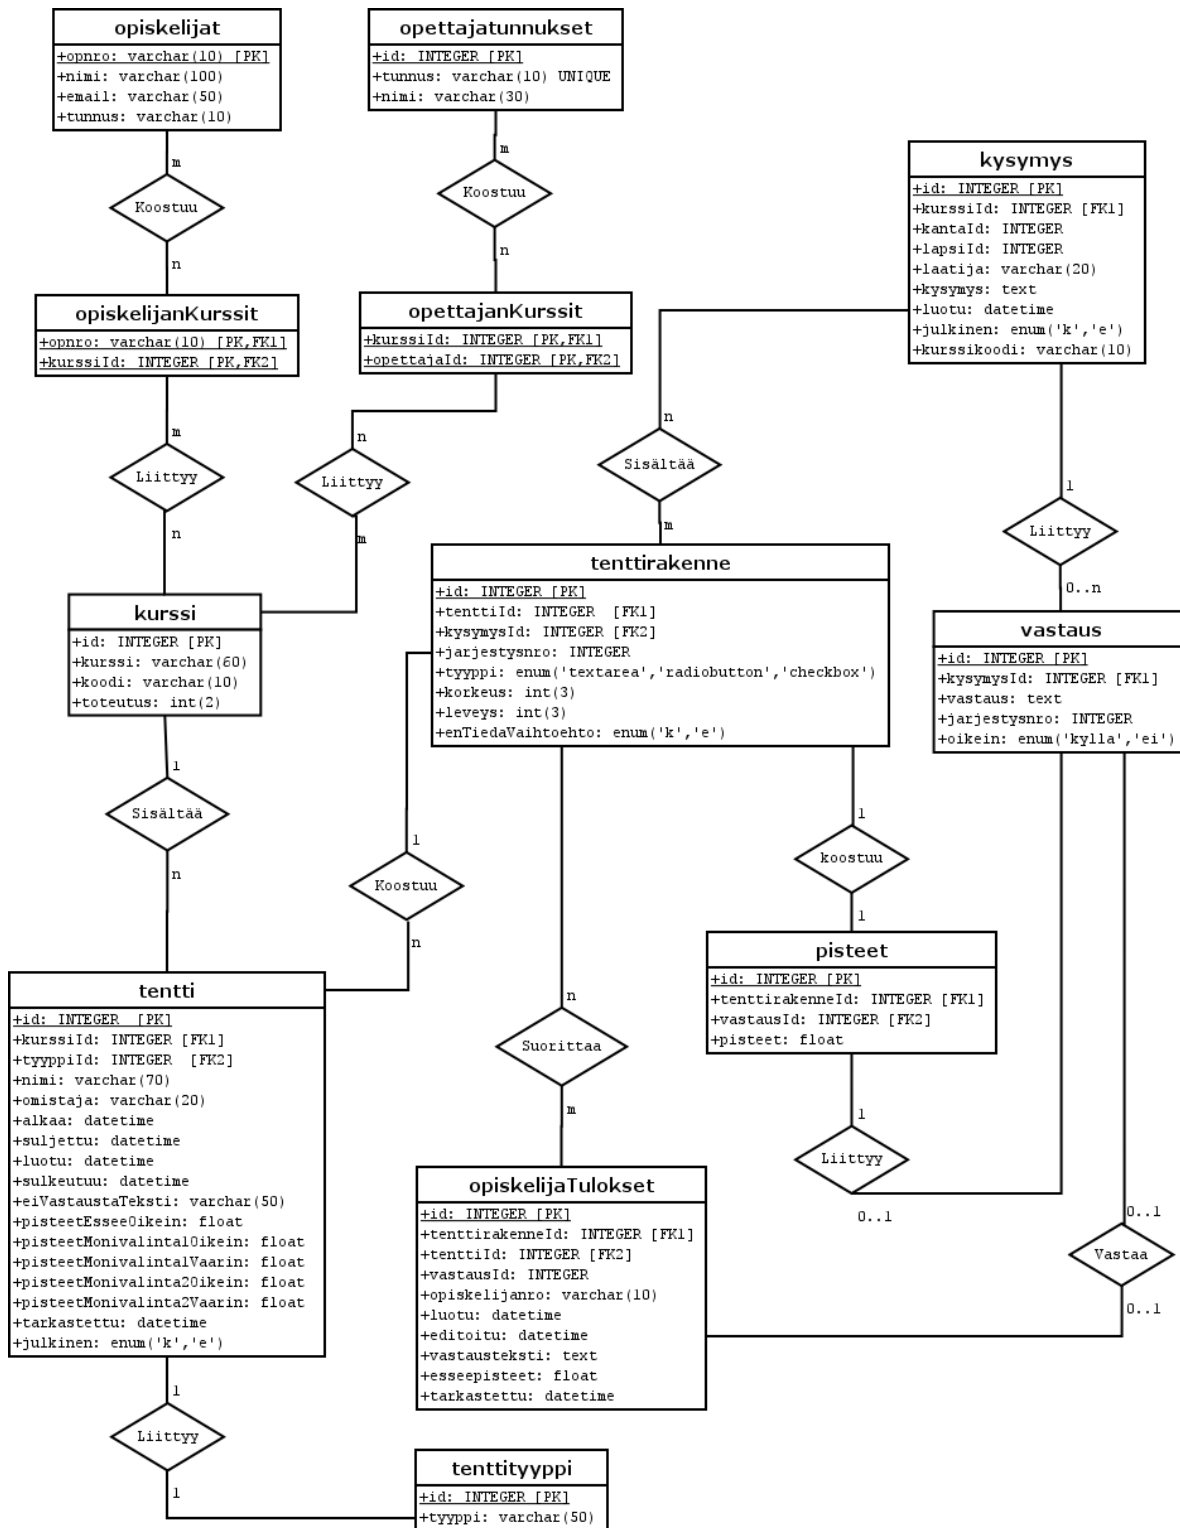 opiskelijat
+opnro: varchar(10) [PK]
+nimi: varchar(100)
+email: varchar(50)
+tunnus: varchar(10)
m
Koostuu
n
opiskelijanKurssit
+opnro: varchar(10) [PK,FK1]
+kurssiId: INTEGER [PK,FK2]
m
Liittyy
n
opettajatunnukset
+id: INTEGER [PK]
+tunnus: varchar(10) UNIQUE
+nimi: varchar(30)
m
Koostuu
n
opettajanKurssit
+kurssiId: INTEGER [PK,FK1]
+opettajaId: INTEGER [PK,FK2]
n
Liittyy
m
kysymys
+id: INTEGER [PK]
+kurssiId: INTEGER [FK1]
+kantaId: INTEGER
+lapsiId: INTEGER
+laatija: varchar(20)
+kysymys: text
+luotu: datetime
+julkinen: enum('k','e')
+kurssikoodi: varchar(10)
n
Sisältää
m
1
Liittyy
0..n
kurssi
+id: INTEGER [PK]
+kurssi: varchar(60)
+koodi: varchar(10)
+toteutus: int(2)
1
Sisältää
n
tenttirakenne
+id: INTEGER [PK]
+tenttiId: INTEGER [FK1]
+kysymysId: INTEGER [FK2]
+jarjestysnro: INTEGER
+tyyppi: enum('textarea','radiobutton','checkbox')
+korkeus: int(3)
+leveys: int(3)
+enTiedaVaihtoehto: enum('k','e')
vastaus
+id: INTEGER [PK]
+kysymysId: INTEGER [FK1]
+vastaus: text
+jarjestysnro: INTEGER
+oikein: enum('kylla','ei')
1
Koostuu
n
1
koostuu
1
pisteet
+id: INTEGER [PK]
+tenttirakenneId: INTEGER [FK1]
+vastausId: INTEGER [FK2]
+pisteet: float
1
Liittyy
0..1
tentti
+id: INTEGER [PK]
+kurssiId: INTEGER [FK1]
+tyyppiId: INTEGER [FK2]
+nimi: varchar(70)
+omistaja: varchar(20)
+alkaa: datetime
+suljettu: datetime
+luotu: datetime
+sulkeutuu: datetime
+eiVastaustaTeksti: varchar(50)
+pisteetEsseeOikein: float
+pisteetMonivalinta1Oikein: float
+pisteetMonivalinta1Vaarin: float
+pisteetMonivalinta2Oikein: float
+pisteetMonivalinta2Vaarin: float
+tarkastettu: datetime
+julkinen: enum('k','e')
n
Suorittaa
m
opiskelijaTulokset
+id: INTEGER [PK]
+tenttirakenneId: INTEGER [FK1]
+tenttiId: INTEGER [FK2]
+vastausId: INTEGER
+opiskelijanro: varchar(10)
+luotu: datetime
+editoitu: datetime
+vastausteksti: text
+esseepisteet: float
+tarkastettu: datetime
0..1
Vastaa
0..1
1
Liittyy
1
tenttityyppi
+id: INTEGER [PK]
+tyyppi: varchar(50)